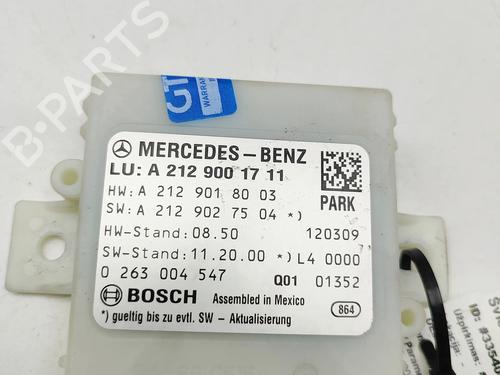 B-PARTS
GT
WARRAN
MERCEDES-BENZ
LU: A 212 900 17 11
HW: A 212 901 80 03
PARK
SW: A 212 902 75 04 *)
HW-Stand: 08.50 120309
SW-Stand: 11.20.00 *) L4 0000
0 263 004 547 Q01 01352
BOSCH Assembled in Mexico 864
*) gueltig bis zu evtl. SW - Aktualisierung